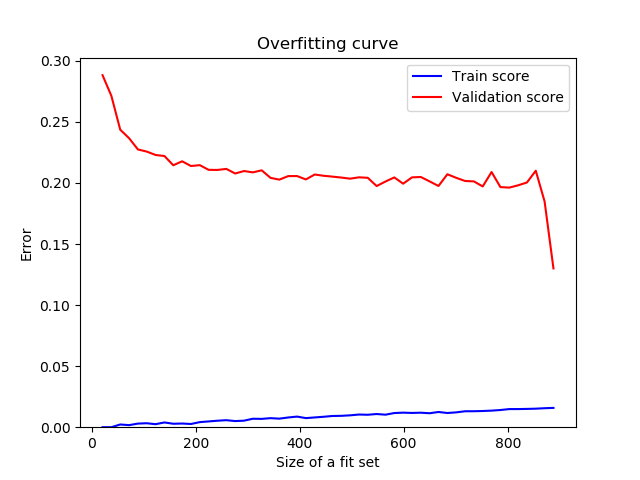 Overfitting curve
Train score
Validation score
0.30
0.25
0.20
0.15
0.10
0.05
0.00
Error
0
200
400
600
800
Size of a fit set